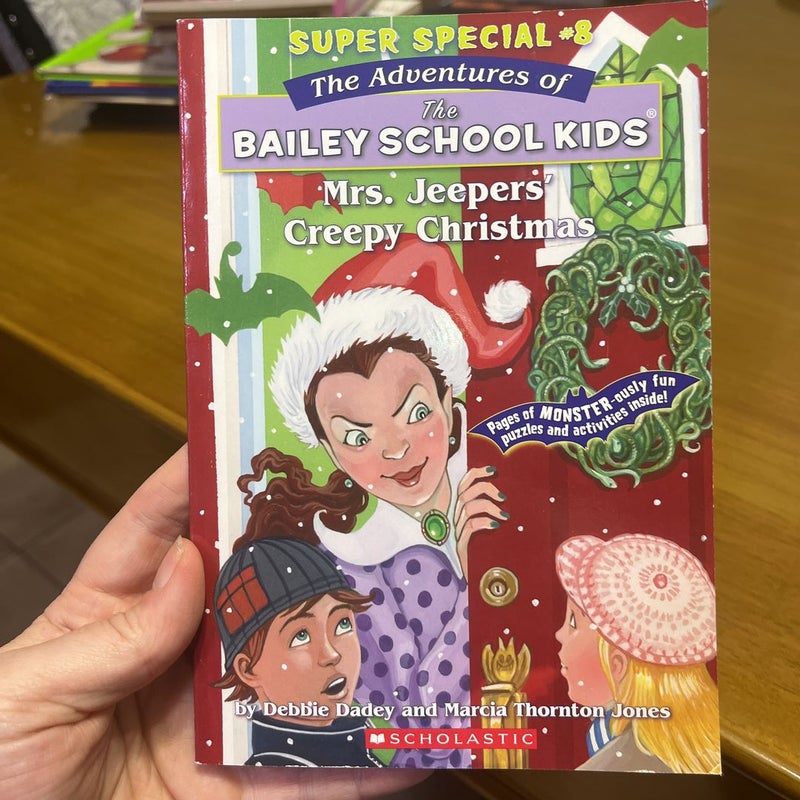 SUPER SPECIAL #8
The Adventures of
The
BAILEY SCHOOL KIDS®
Mrs. Jeepers'
Creepy Christmas
Pages of MONSTER-ously fun
puzzles and activities inside!
by Debbie Dadey and Marcia Thornton Jones
SCHOLASTIC